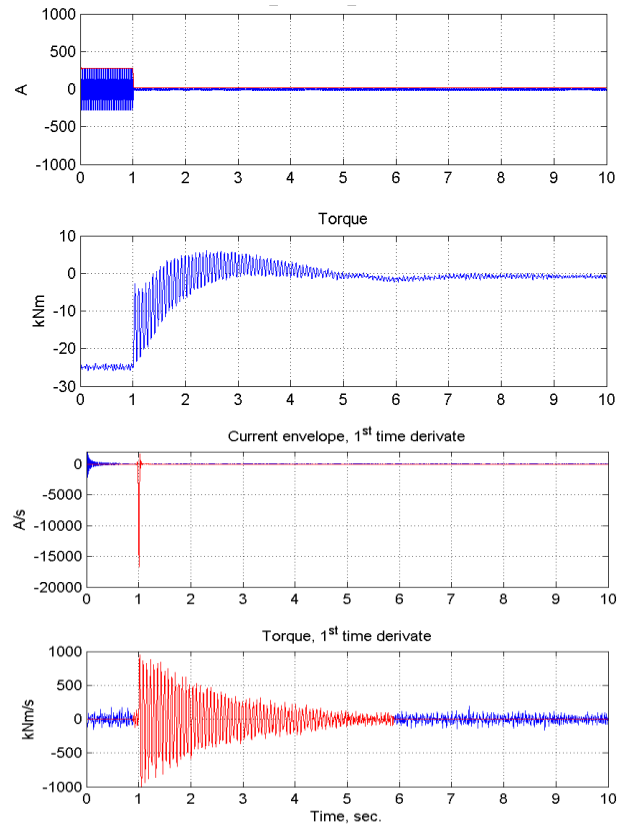 1000
500
0
-500
-1000
A
0 1 2 3 4 5 6 7 8 9 10
Torque
10
0
-10
-20
-30
kNm
0 1 2 3 4 5 6 7 8 9 10
Current envelope, 1st time derivate
0
-5000
-10000
-15000
-20000
A/s
0 1 2 3 4 5 6 7 8 9 10
Torque, 1st time derivate
1000
500
0
-500
-1000
kNm/s
0 1 2 3 4 5 6 7 8 9 10
Time, sec.